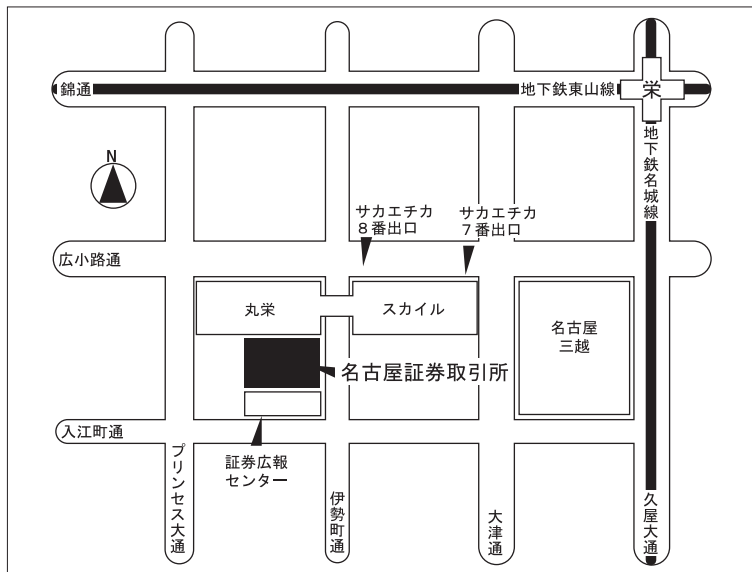 錦通
地下鉄東山線
栄
地下鉄名城線
N
サカエチカ
8番出口
サカエチカ
7番出口
広小路通
丸栄
スカイル
名古屋
三越
名古屋証券取引所
入江町通
証券広報
センター
プリンセス大通
伊勢町通
大津通
久屋大通